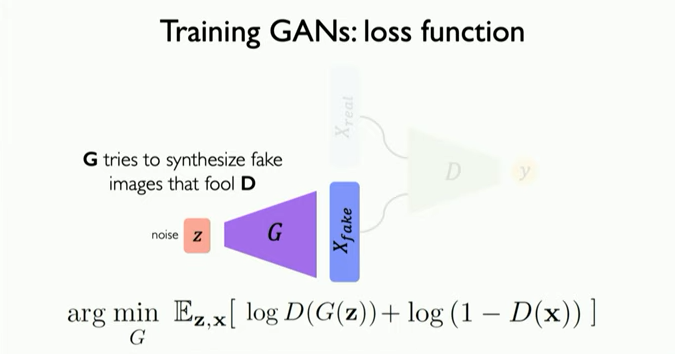 Training GANs: loss function
X_real
G tries to synthesize fake
images that fool D
D
y
noise z
G
X_fake
arg min_G 𝔼_{z,x}[ log D(G(z)) + log (1 − D(x)) ]